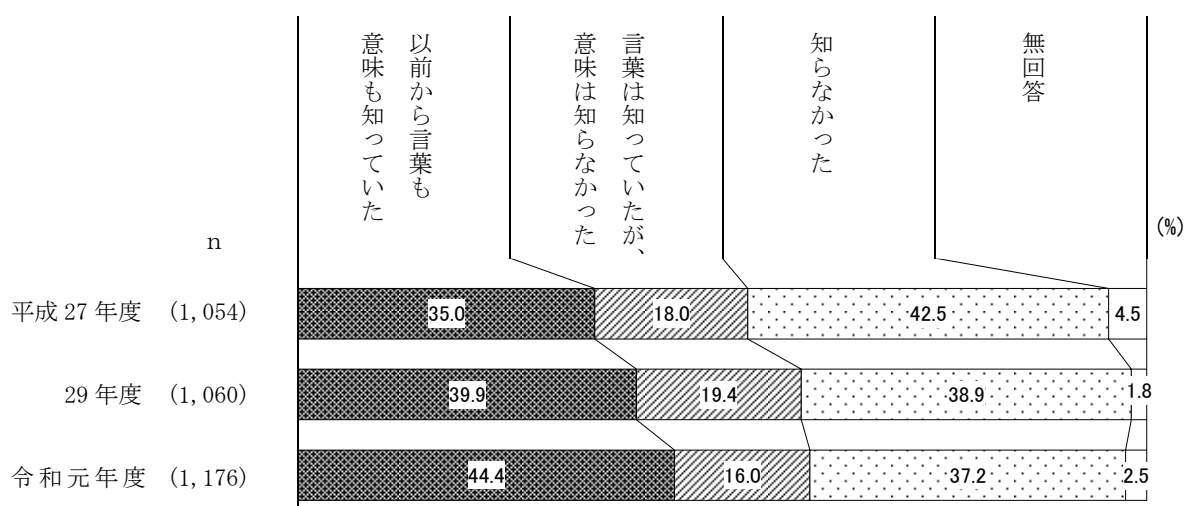 以前から言葉も
意味も知っていた
言葉は知っていたが、
意味は知らなかった
知らなかった
無回答
(%)
n
平成 27 年度 (1,054)
35.0
18.0
42.5
4.5
29 年度 (1,060)
39.9
19.4
38.9
1.8
令和元年度 (1,176)
44.4
16.0
37.2
2.5